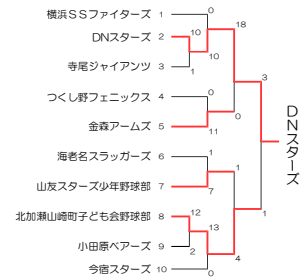 横浜ＳＳファイターズ 1
DNスターズ 2
寺尾ジャイアンツ 3
つくし野フェニックス 4
金森アームズ 5
海老名スラッガーズ 6
山友スターズ少年野球部 7
北加瀬山崎町子ども会野球部 8
小田原ベアーズ 9
今宿スターズ 10
0
10
1
10
18
0
11
0
1
7
1
12
2
13
0
4
3
1
DNスターズ